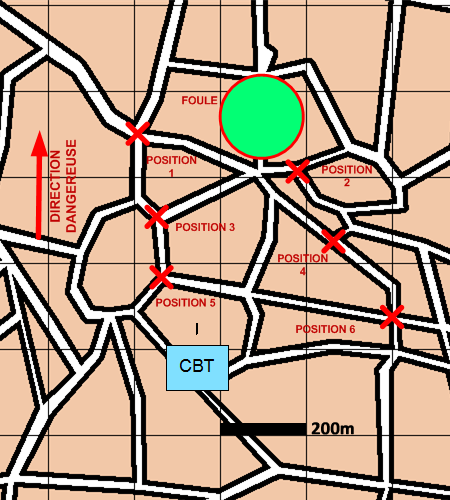 FOULE
DIRECTION
DANGEREUSE
POSITION
1
POSITION
2
POSITION 3
POSITION
4
POSITION 5
I
POSITION 6
CBT
200m